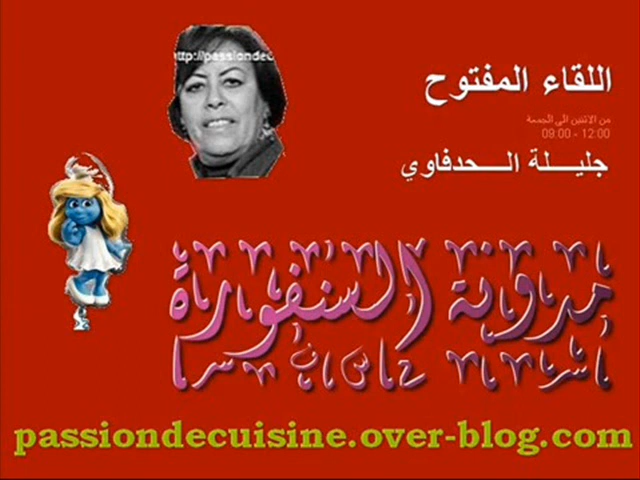 http://passiondecu
اللقاء المفتوح
من الاثنين الى الجمعة
09:00 - 12:00
جليلة الحدفاوي
مدونة السنفورة
passiondecuisine.over-blog.com